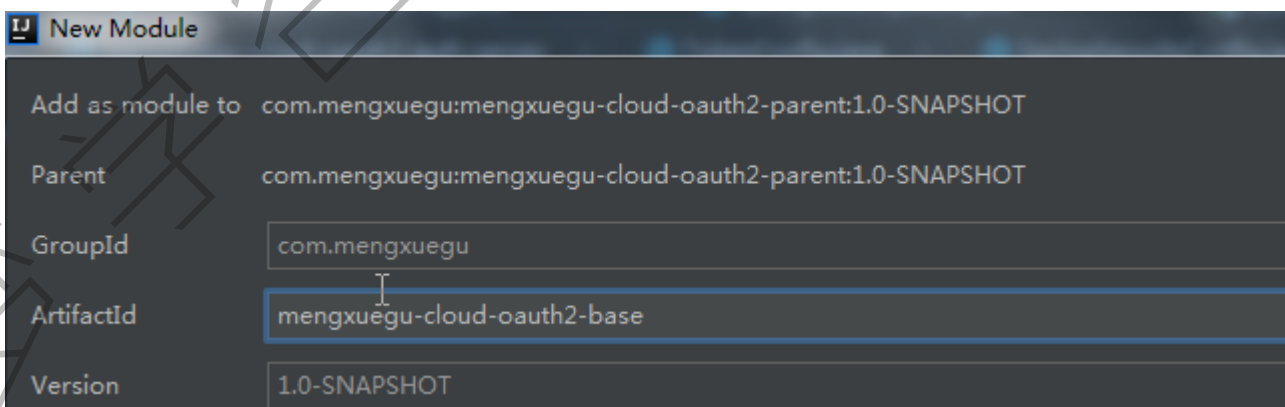 New Module
Add as module to com.mengxuegu:mengxuegu-cloud-oauth2-parent:1.0-SNAPSHOT
Parent com.mengxuegu:mengxuegu-cloud-oauth2-parent:1.0-SNAPSHOT
GroupId com.mengxuegu
ArtifactId mengxuegu-cloud-oauth2-base
Version 1.0-SNAPSHOT